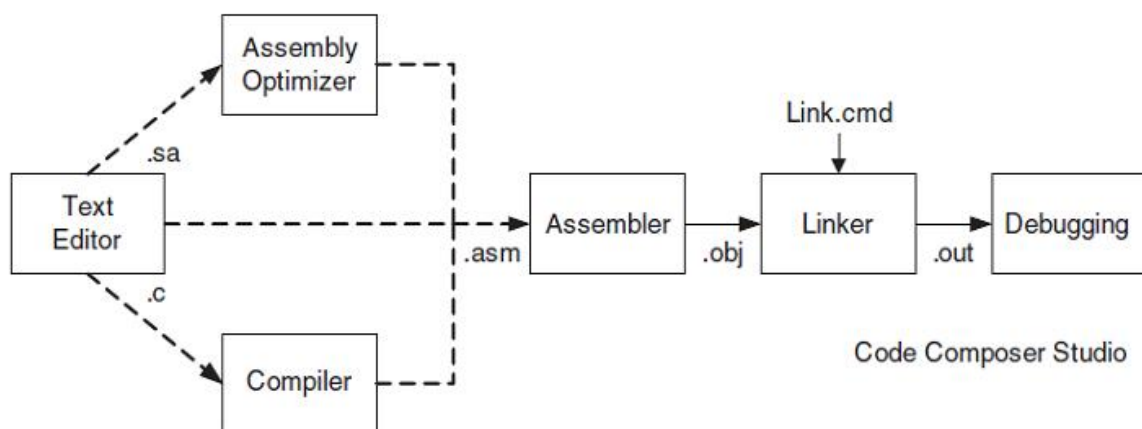 Assembly
Optimizer
Link.cmd
.sa
Text
Editor
Assembler
Linker
Debugging
.asm
.obj
.out
.c
Compiler
Code Composer Studio